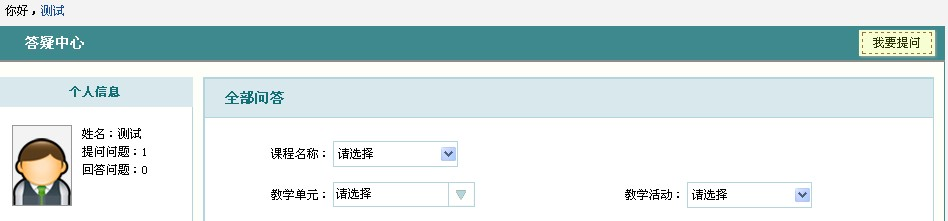 你好，测试
答疑中心
我要提问
个人信息
姓名：测试
提问问题：1
回答问题：0
全部问答
课程名称： 请选择
教学单元： 请选择 教学活动： 请选择